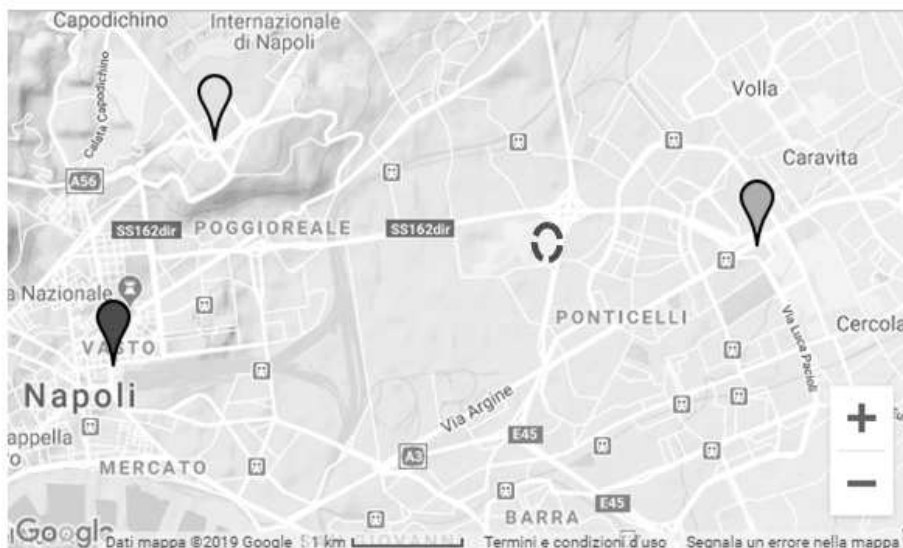 Capodichino
Internazionale
di Napoli
Calata Capodichino
Volla
Caravita
A56
SS162dir
POGGIOREALE
SS162dir
Nazionale
PONTICELLI
Via Luca Pacioli
Cercola
VASTO
Napoli
Via Argine
+
E45
appella
MERCATO
A3
−
E45
BARRA
Google
Dati mappa ©2019 Google
1 km
Termini e condizioni d'uso
Segnala un errore nella mappa